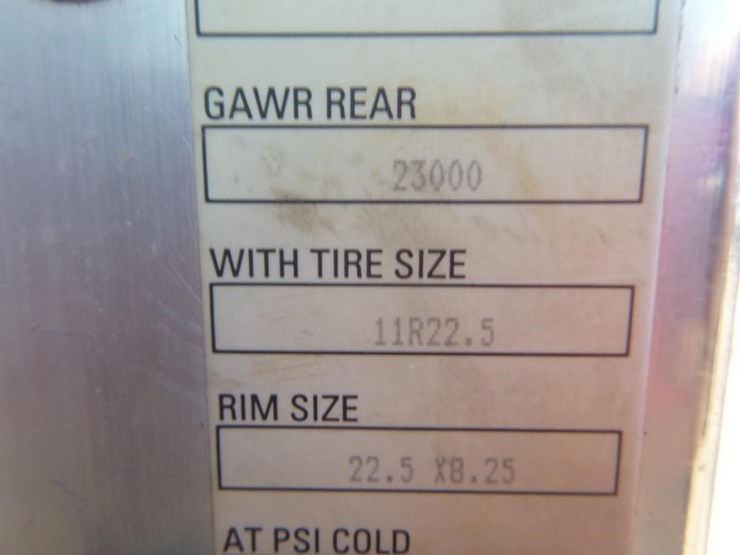 GAWR REAR
23000
WITH TIRE SIZE
11R22.5
RIM SIZE
22.5 X8.25
AT PSI COLD